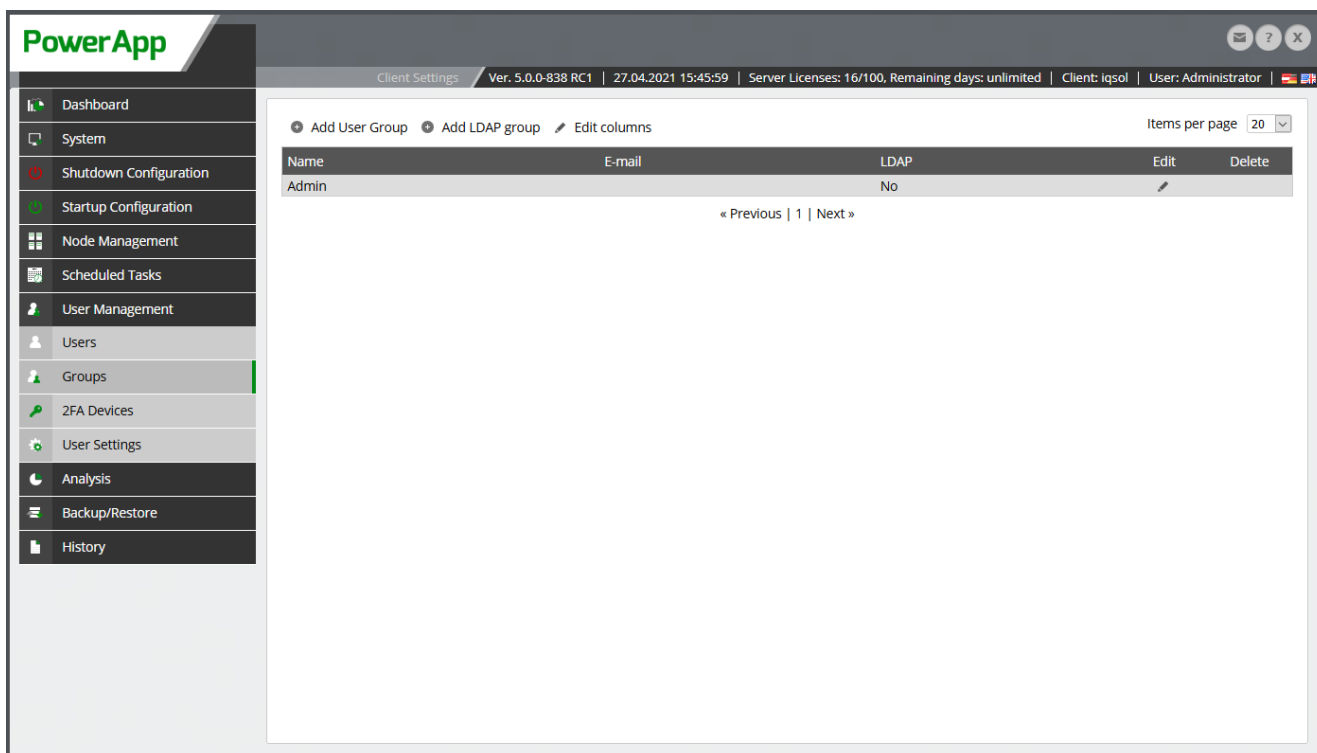 PowerApp
? X
Client Settings Ver. 5.0.0-838 RC1 | 27.04.2021 15:45:59 | Server Licenses: 16/100, Remaining days: unlimited | Client: iqsol | User: Administrator |
Dashboard
System
Shutdown Configuration
Startup Configuration
Node Management
Scheduled Tasks
User Management
Users
Groups
2FA Devices
User Settings
Analysis
Backup/Restore
History
Add User Group Add LDAP group Edit columns Items per page 20
Name E-mail LDAP Edit Delete
Admin No
« Previous | 1 | Next »